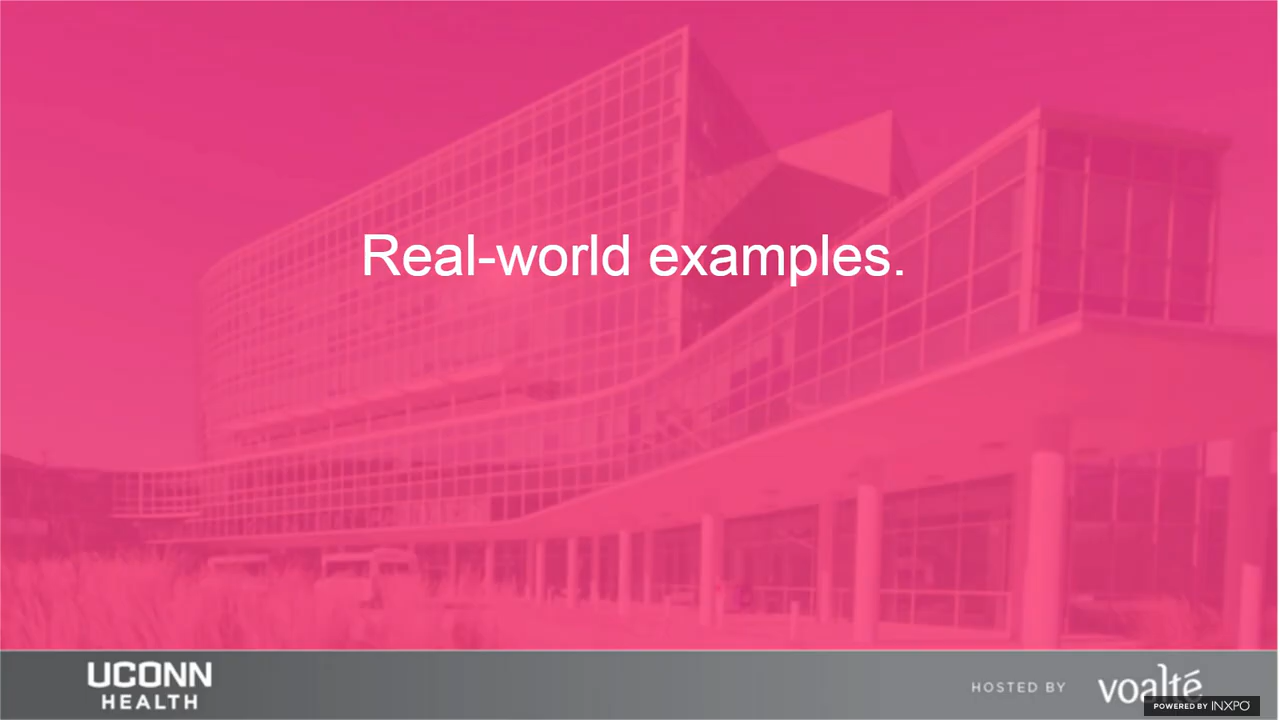 Real-world examples.
UCONN
HEALTH
HOSTED BY
voalté
POWERED BY INXPO